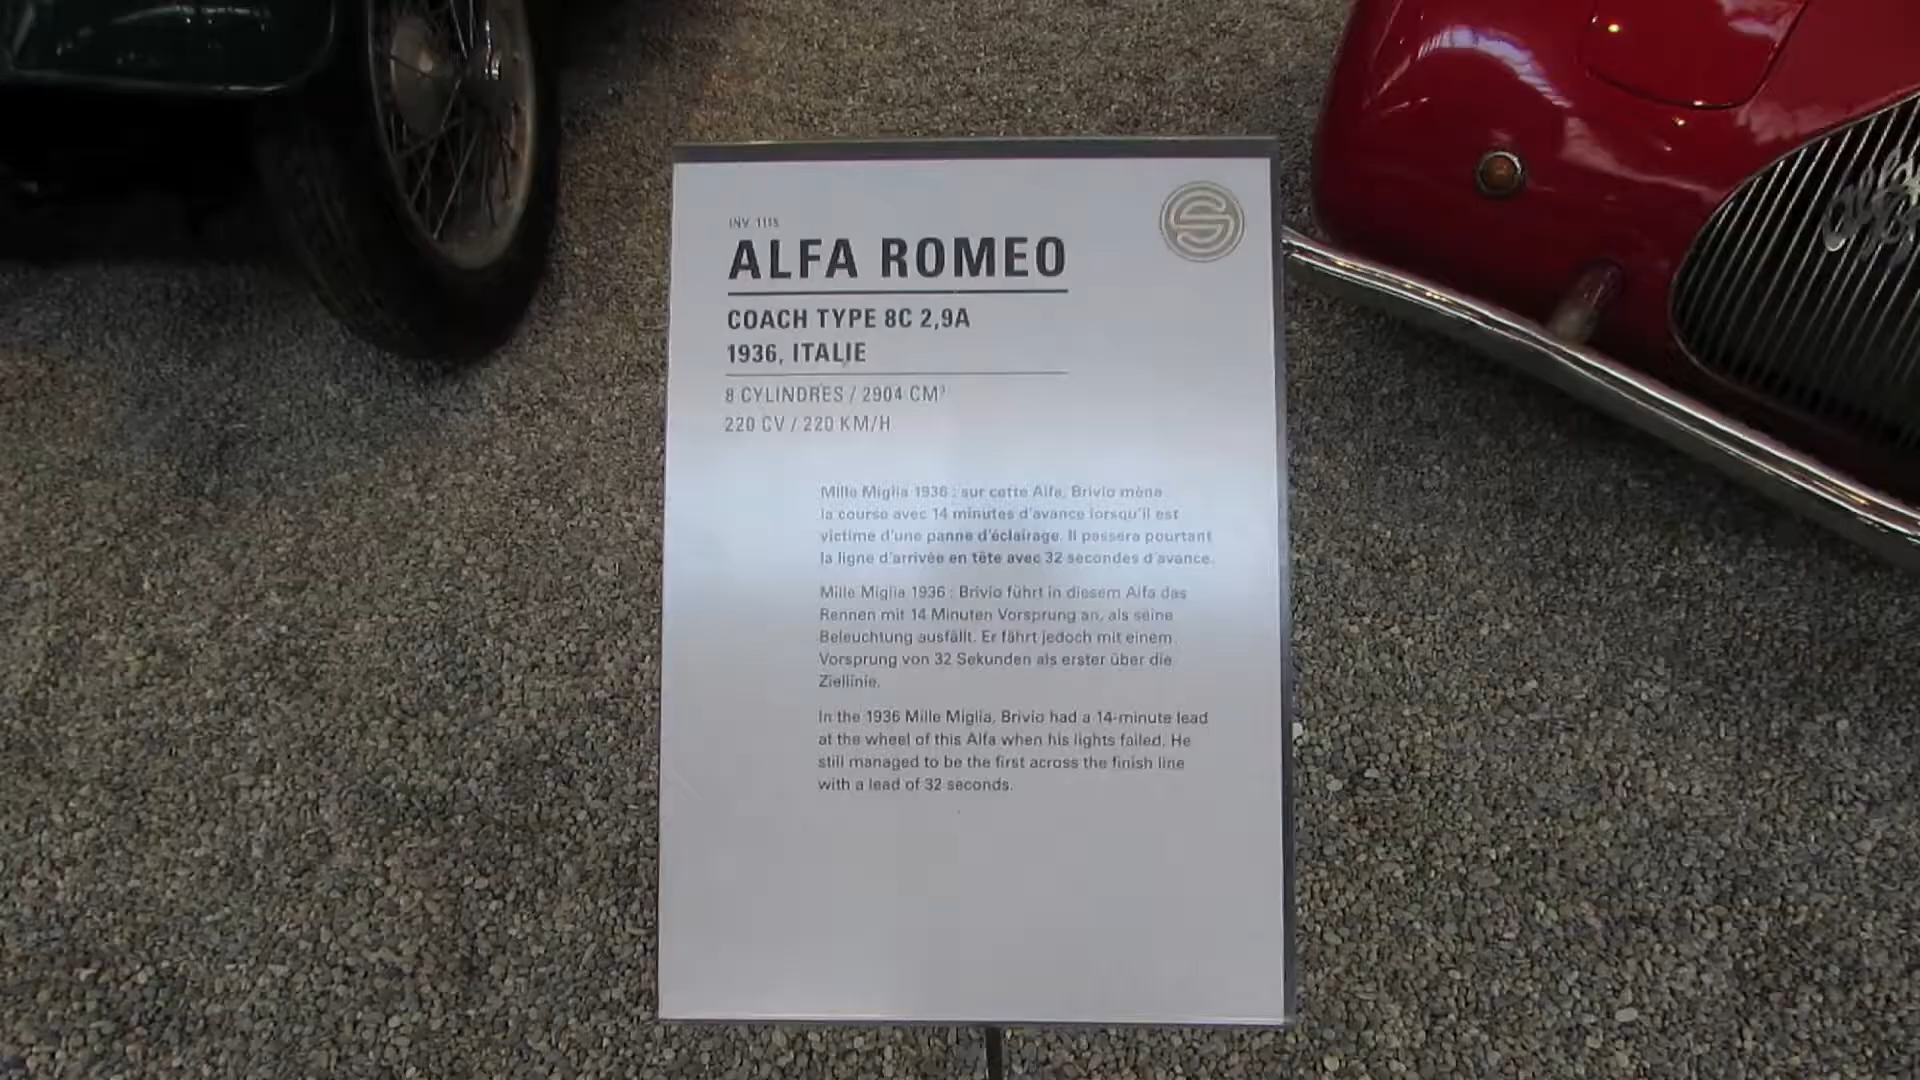 INV. 1115
ALFA ROMEO
COACH TYPE 8C 2,9A
1936, ITALIE
8 CYLINDRES / 2904 CM³
220 CV / 220 KM/H
Mille Miglia 1936 : sur cette Alfa, Brivio mène
la course avec 14 minutes d'avance lorsqu'il est
victime d'une panne d'éclairage. Il passera pourtant
la ligne d'arrivée en tête avec 32 secondes d'avance.
Mille Miglia 1936 : Brivio führt in diesem Alfa das
Rennen mit 14 Minuten Vorsprung an, als seine
Beleuchtung ausfällt. Er fährt jedoch mit einem
Vorsprung von 32 Sekunden als erster über die
Ziellinie.
In the 1936 Mille Miglia, Brivio had a 14-minute lead
at the wheel of this Alfa when his lights failed. He
still managed to be the first across the finish line
with a lead of 32 seconds.